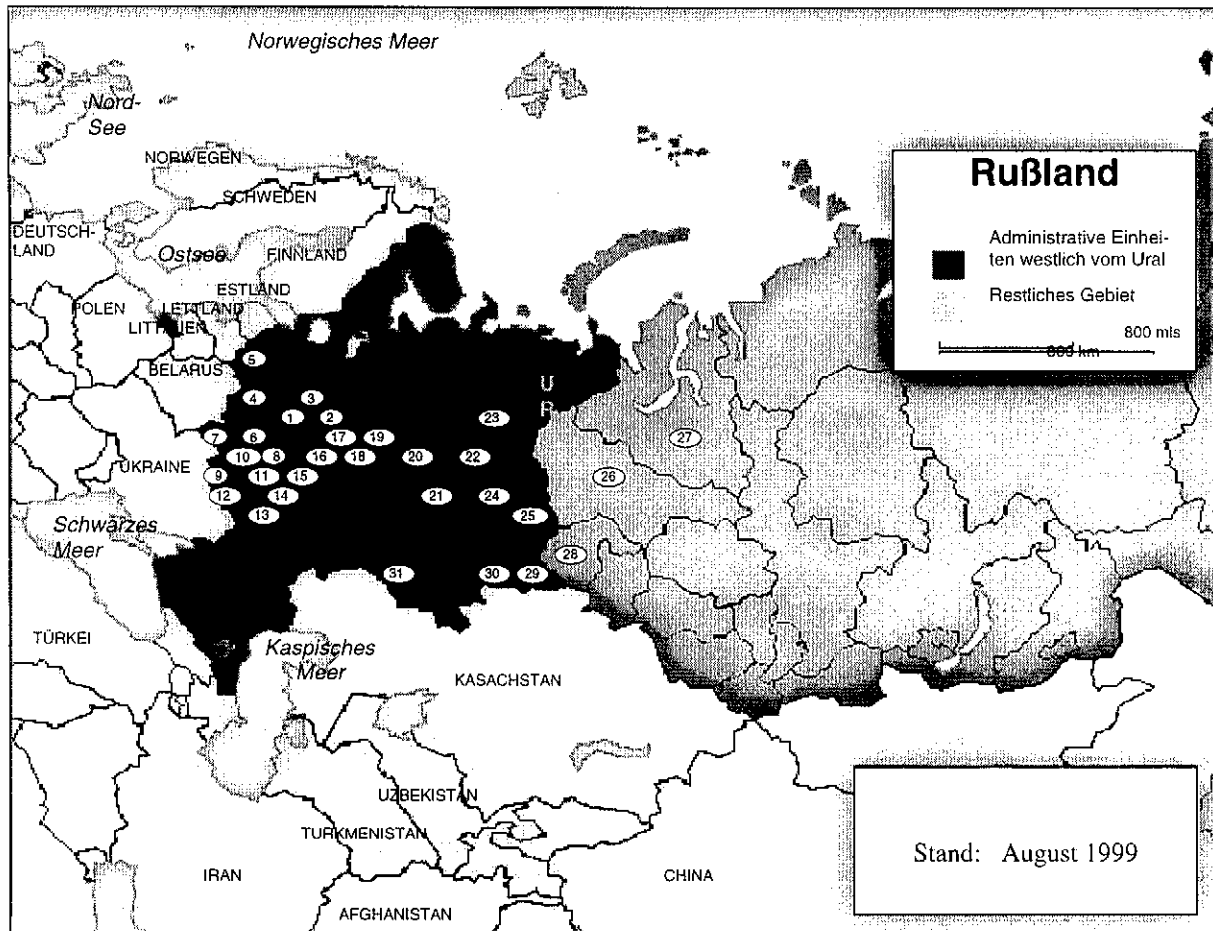 Norwegisches Meer
Nord-
See
NORWEGEN
SCHWEDEN
DEUTSCH-
LAND
Ostsee
FINNLAND
ESTLAND
POLEN
LETTLAND
LITTAUEN
BELARUS
UKRAINE
Schwarzes
Meer
TÜRKEI
Kaspisches
Meer
KASACHSTAN
UZBEKISTAN
TURKMENISTAN
IRAN
AFGHANISTAN
CHINA
U
R
5
4
3
1
2
23
7
6
17
19
27
10
8
16
18
20
22
9
11
15
26
12
14
21
24
13
25
28
31
30
29
Rußland
Administrative Einhei-
ten westlich vom Ural
Restliches Gebiet
800 mls
800 km
Stand: August 1999